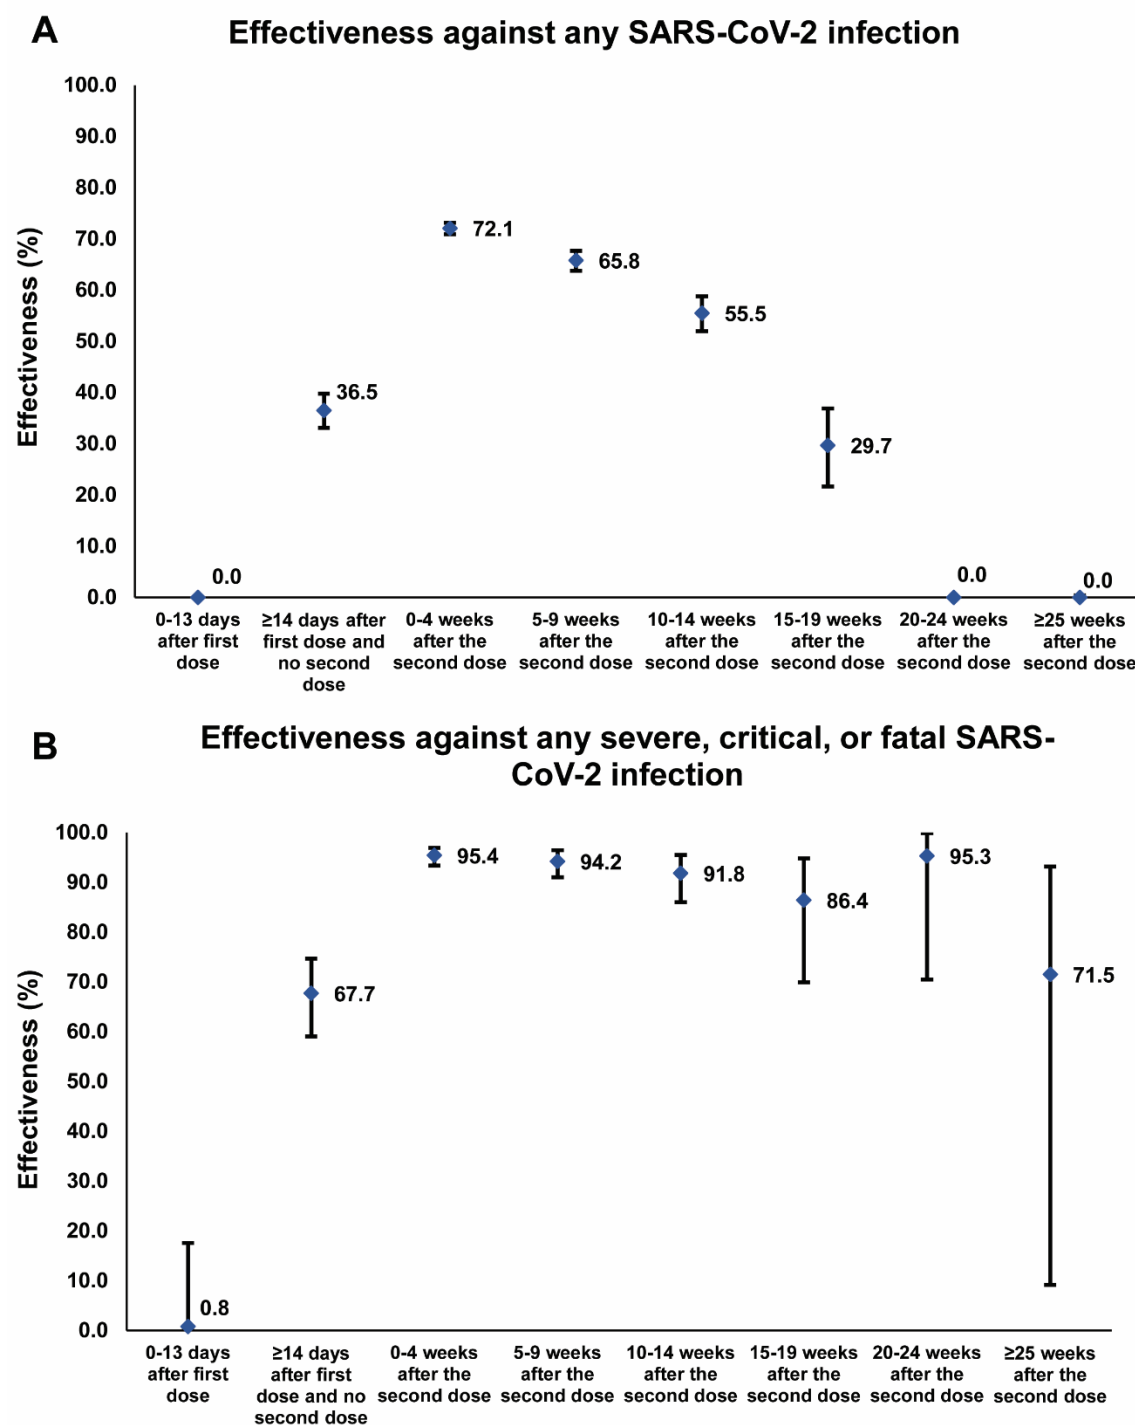 A
Effectiveness against any SARS-CoV-2 infection
Effectiveness (%)
100.0
90.0
80.0
70.0
60.0
50.0
40.0
30.0
20.0
10.0
0.0
0.0
36.5
72.1
65.8
55.5
29.7
0.0
0.0
0-13 days
after first
dose
≥14 days after
first dose and
no second
dose
0-4 weeks
after the
second dose
5-9 weeks
after the
second dose
10-14 weeks
after the
second dose
15-19 weeks
after the
second dose
20-24 weeks
after the
second dose
≥25 weeks
after the
second dose
B
Effectiveness against any severe, critical, or fatal SARS-
CoV-2 infection
Effectiveness (%)
100.0
90.0
80.0
70.0
60.0
50.0
40.0
30.0
20.0
10.0
0.0
0.8
67.7
95.4
94.2
91.8
86.4
95.3
71.5
0-13 days
after first
dose
≥14 days
after first
dose and no
second dose
0-4 weeks
after the
second dose
5-9 weeks
after the
second dose
10-14 weeks
after the
second dose
15-19 weeks
after the
second dose
20-24 weeks
after the
second dose
≥25 weeks
after the
second dose